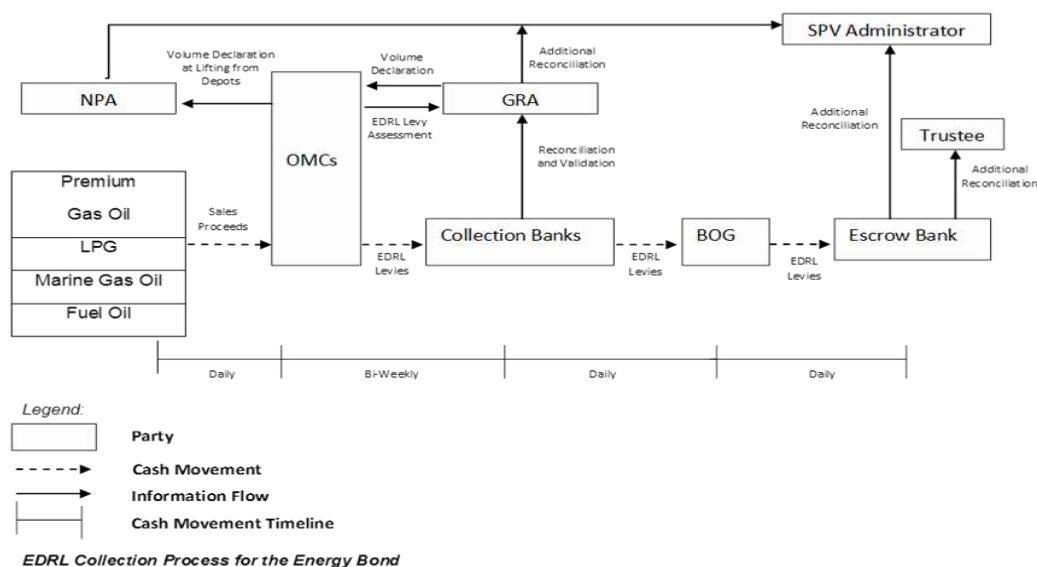 SPV Administrator
Volume Declaration
at Lifting from
Depots
Volume
Declaration
Additional
Reconciliation
NPA
GRA
EDRL Levy
Assessment
OMCs
Additional
Reconciliation
Trustee
Reconciliation
and Validation
Additional
Reconciliation
Premium
Gas Oil
LPG
Marine Gas Oil
Fuel Oil
Sales
Proceeds
Collection Banks
BOG
Escrow Bank
EDRL
Levies
EDRL
Levies
EDRL
Levies
Daily
Bi-Weekly
Daily
Daily
Legend:
Party
Cash Movement
Information Flow
Cash Movement Timeline
EDRL Collection Process for the Energy Bond